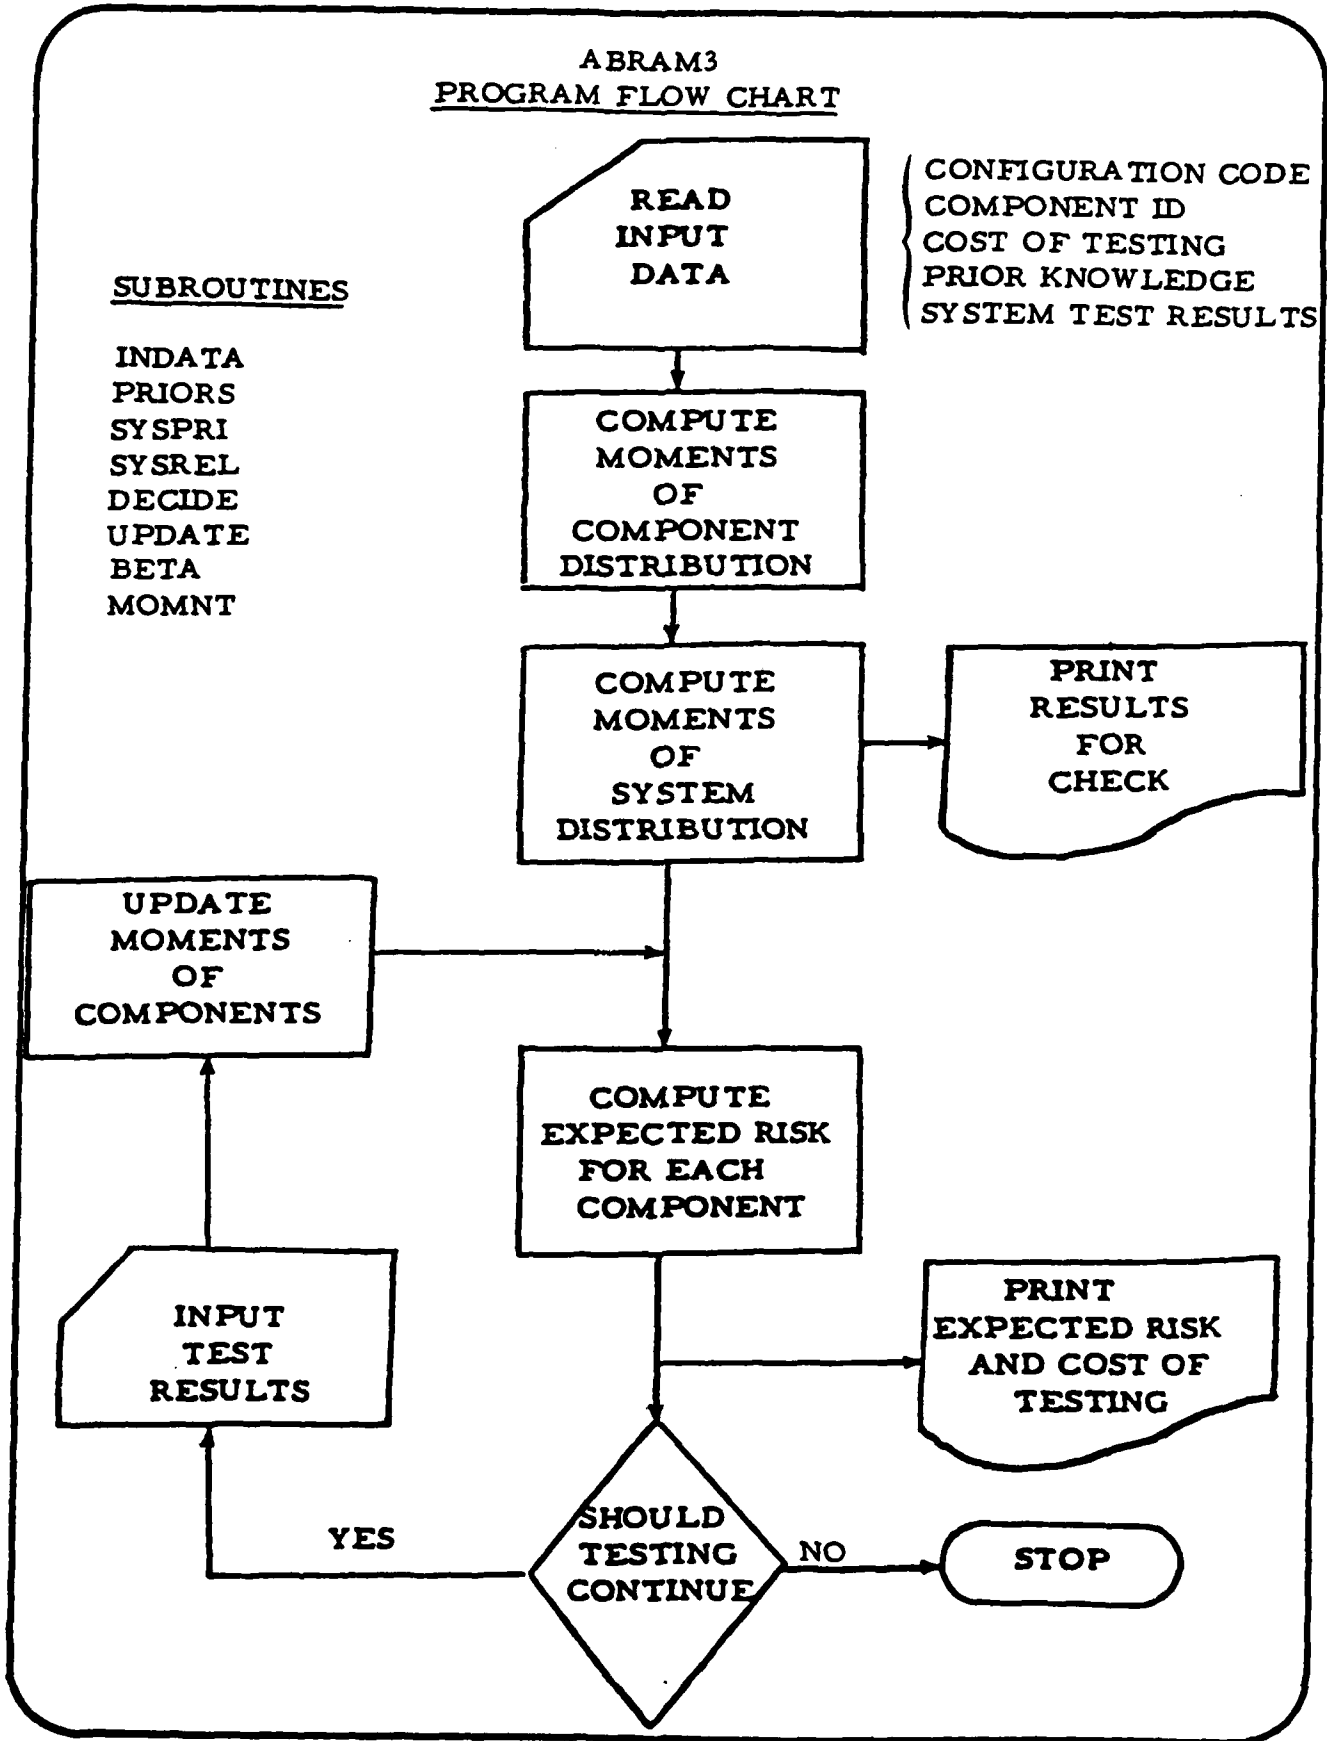 ABRAM3
PROGRAM FLOW CHART
READ
INPUT
DATA
CONFIGURATION CODE
COMPONENT ID
COST OF TESTING
PRIOR KNOWLEDGE
SYSTEM TEST RESULTS
SUBROUTINES
INDATA
PRIORS
SYSPRI
SYSREL
DECIDE
UPDATE
BETA
MOMNT
COMPUTE
MOMENTS
OF
COMPONENT
DISTRIBUTION
COMPUTE
MOMENTS
OF
SYSTEM
DISTRIBUTION
PRINT
RESULTS
FOR
CHECK
UPDATE
MOMENTS
OF
COMPONENTS
COMPUTE
EXPECTED RISK
FOR EACH
COMPONENT
INPUT
TEST
RESULTS
PRINT
EXPECTED RISK
AND COST OF
TESTING
YES
SHOULD
TESTING
CONTINUE
NO
STOP